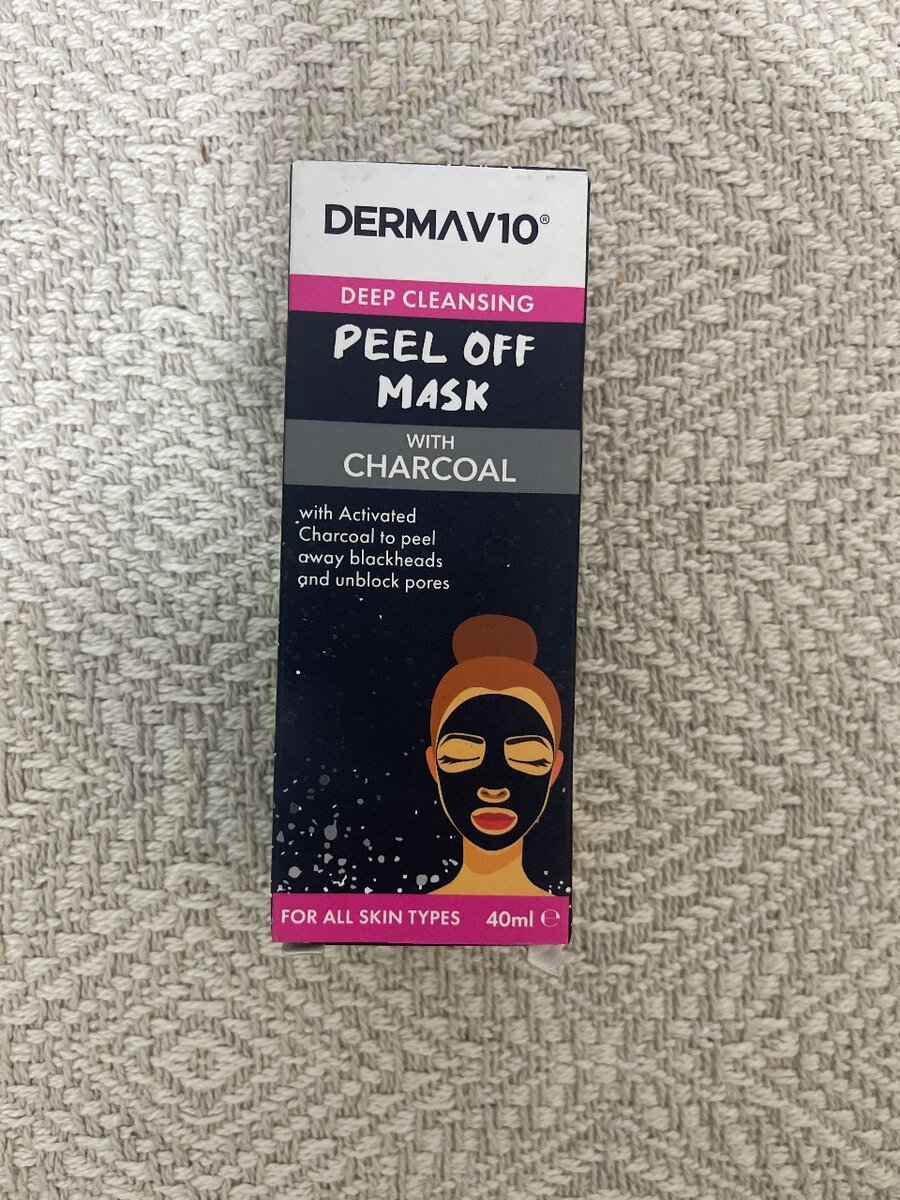 DERMAV10®
DEEP CLEANSING
PEEL OFF
MASK
WITH
CHARCOAL
with Activated
Charcoal to peel
away blackheads
and unblock pores
FOR ALL SKIN TYPES 40ml ℮